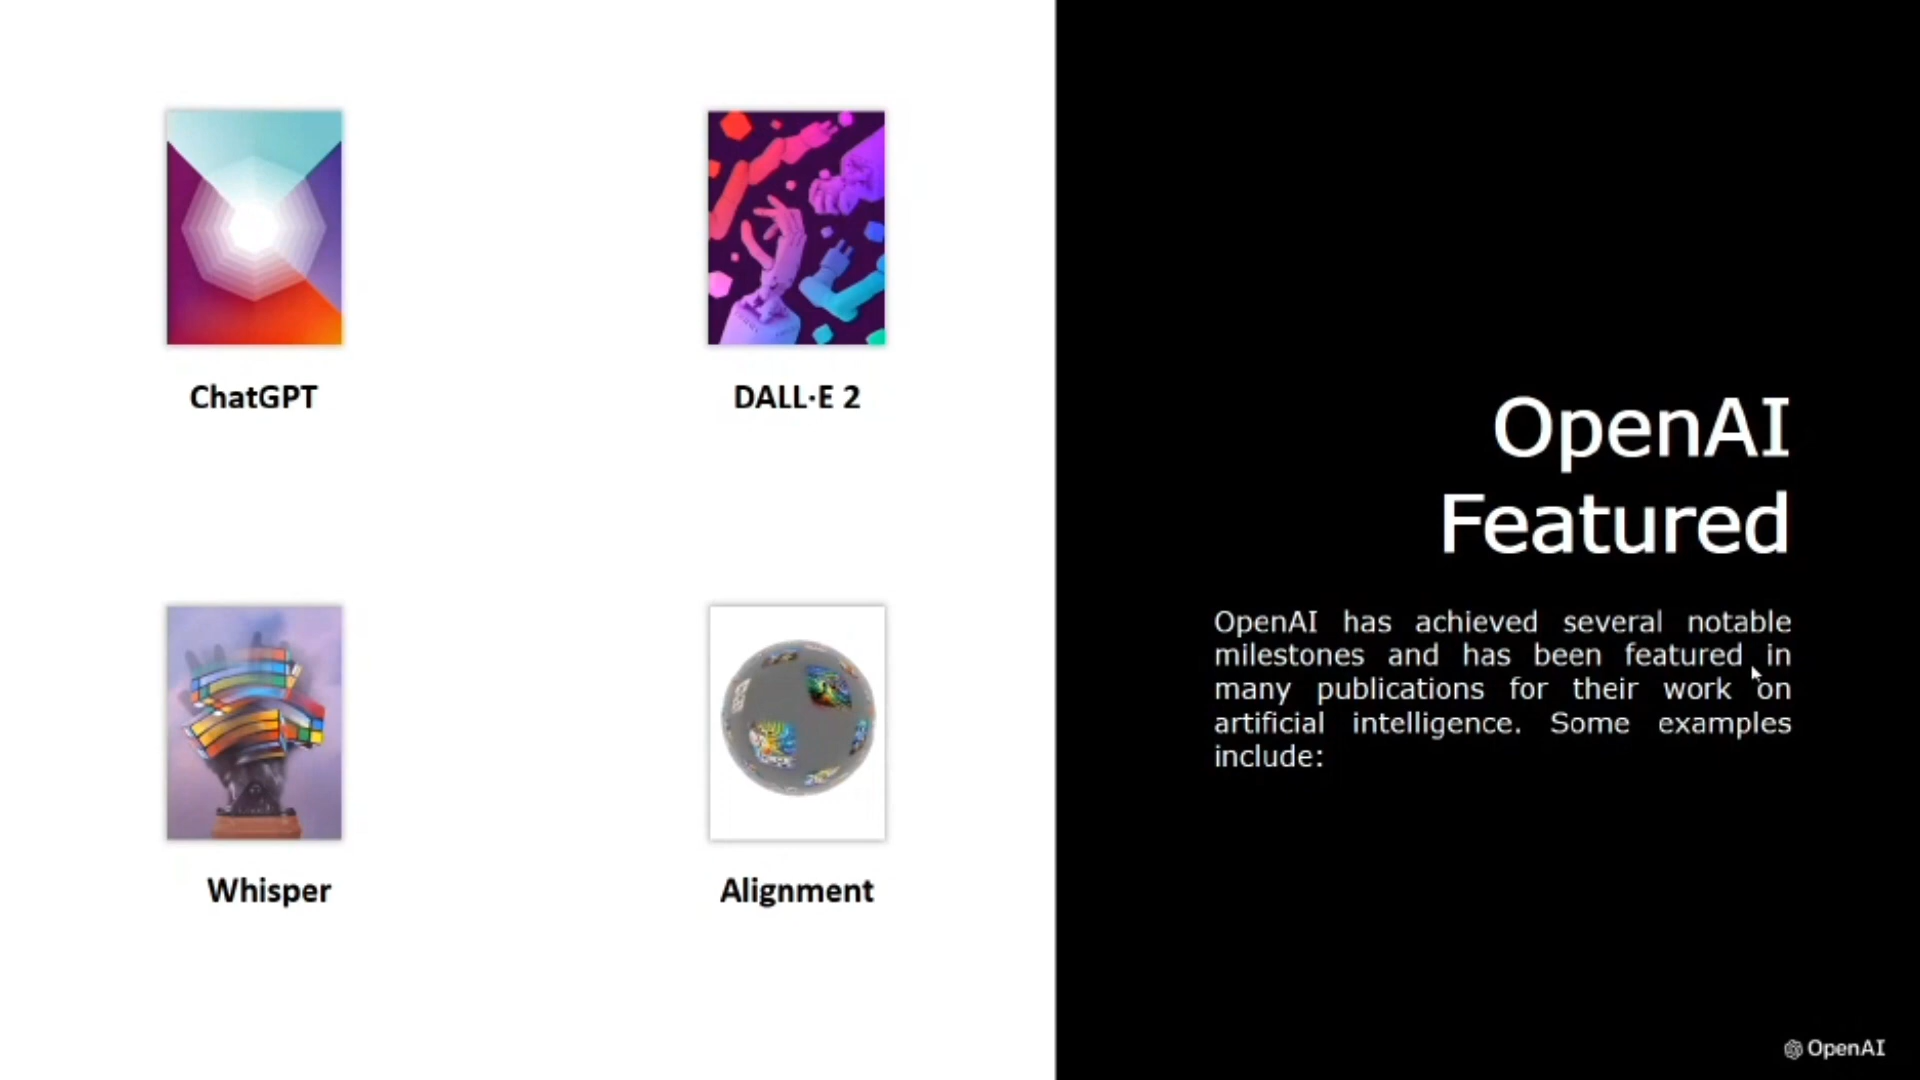 ChatGPT
DALL·E 2
Whisper
Alignment
OpenAI
Featured
OpenAI has achieved several notable
milestones and has been featured in
many publications for their work on
artificial intelligence. Some examples
include:
OpenAI